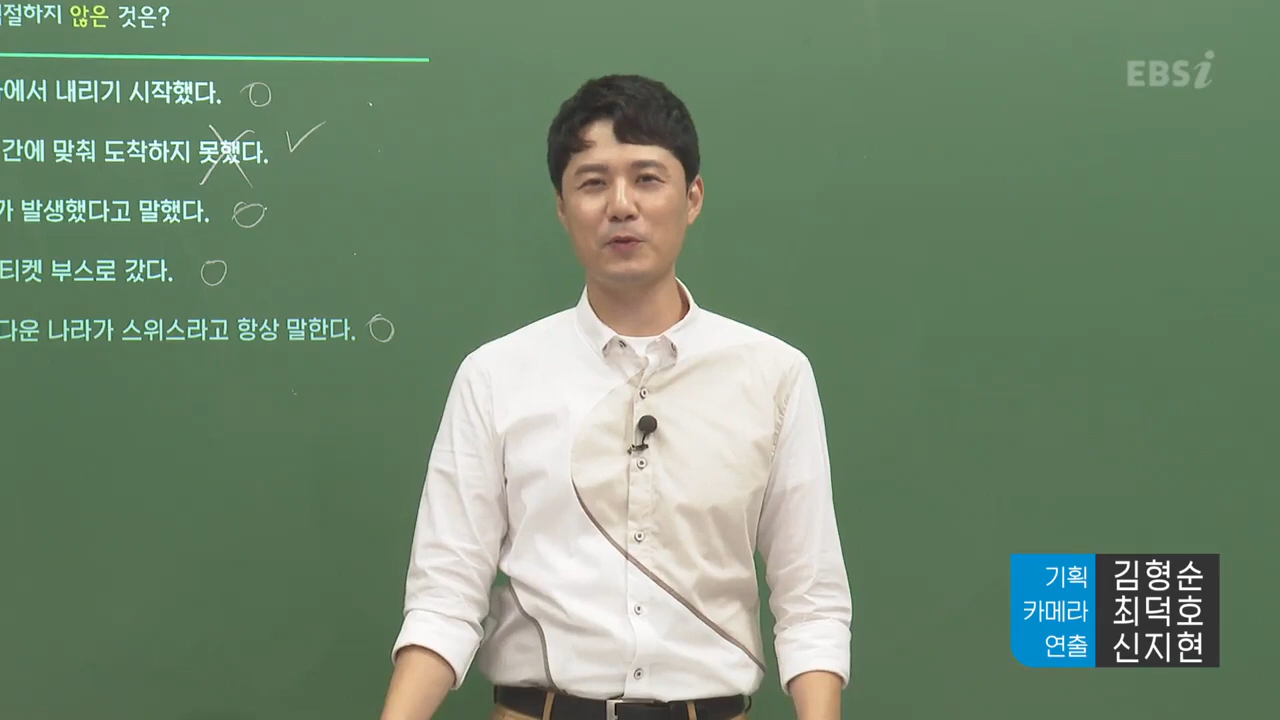 절하지 않은 것은?
에서 내리기 시작했다.
간에 맞춰 도착하지 못했다.
가 발생했다고 말했다.
티켓 부스로 갔다.
다운 나라가 스위스라고 항상 말한다.
EBSi
기획 김형순
카메라 최덕호
연출 신지현